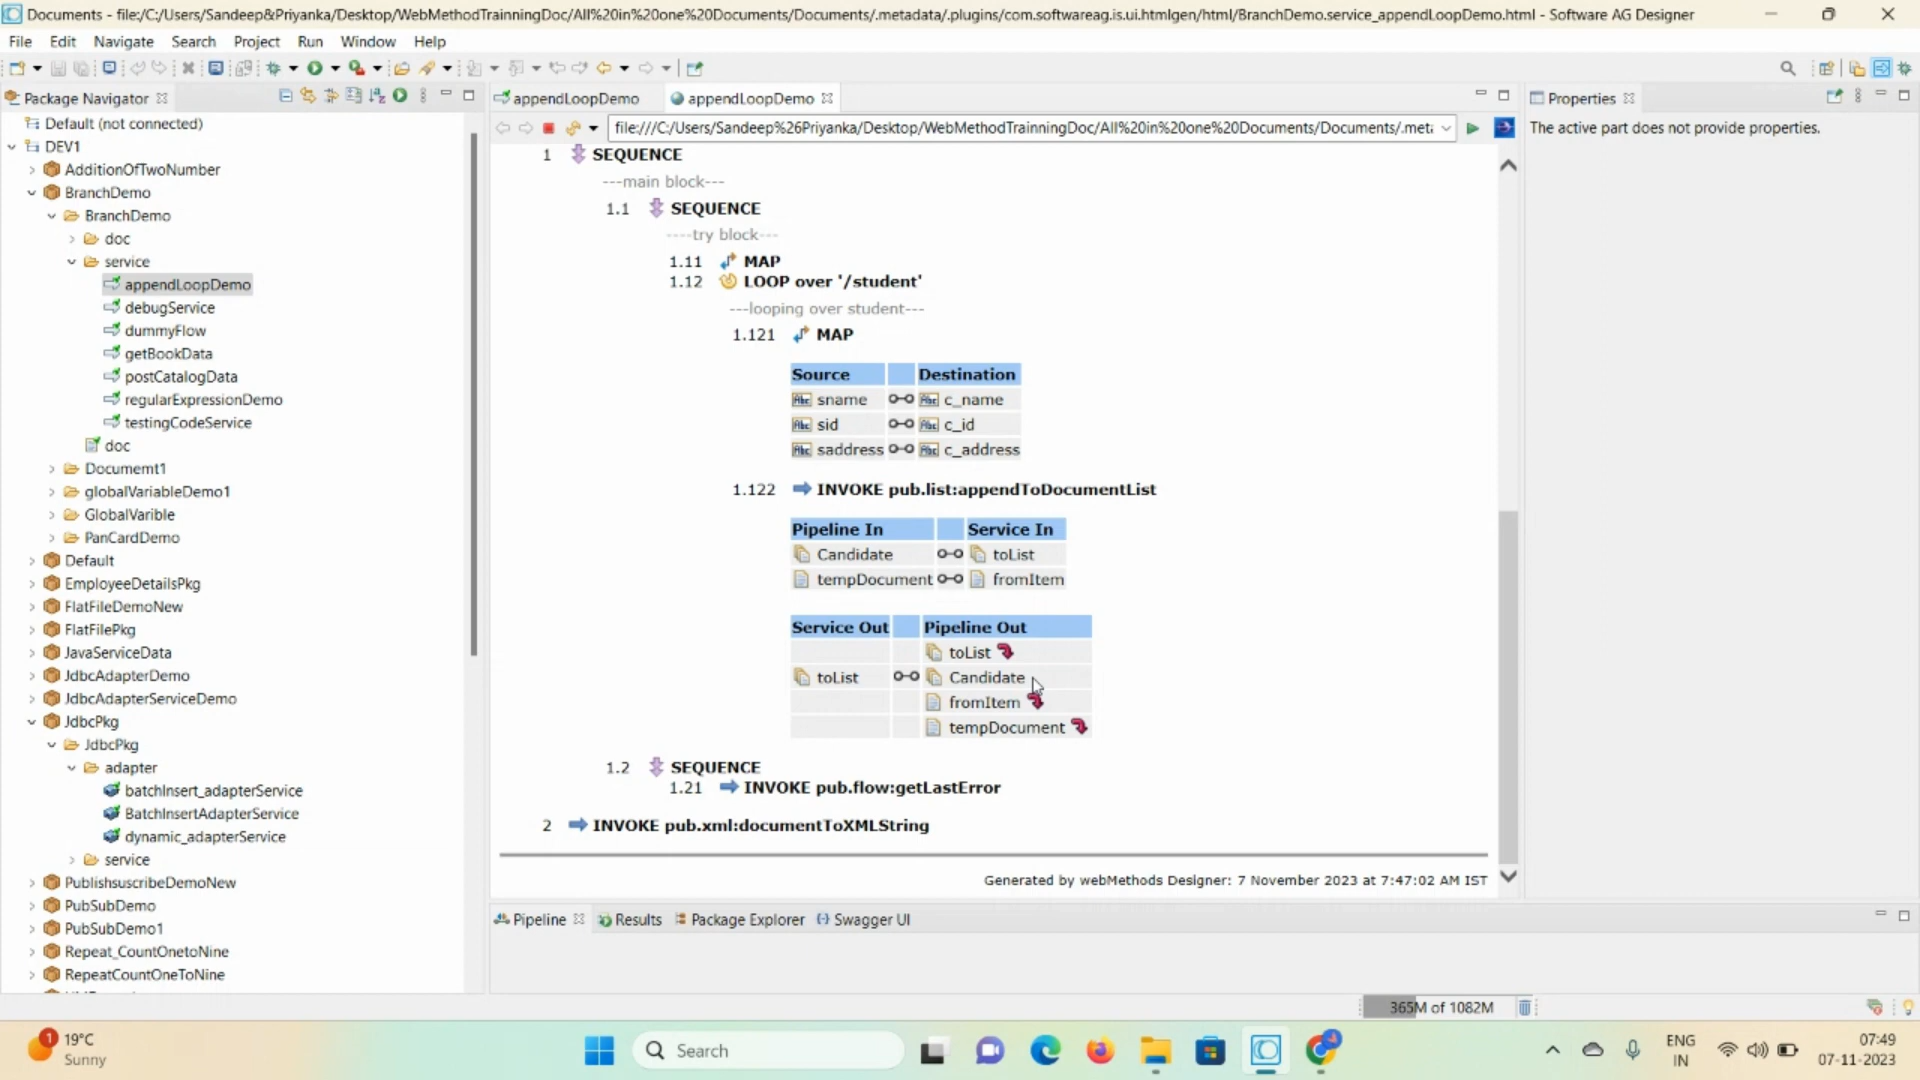 Documents - file:/C:/Users/Sandeep&Priyanka/Desktop/WebMethodTrainningDoc/All%20in%20one%20Documents/Documents/.metadata/.plugins/com.softwareag.is.ui.htmlgen/html/BranchDemo.service_appendLoopDemo.html - Software AG Designer
File Edit Navigate Search Project Run Window Help
Package Navigator
Default (not connected)
DEV1
AdditionOfTwoNumber
BranchDemo
BranchDemo
doc
service
appendLoopDemo
debugService
dummyFlow
getBookData
postCatalogData
regularExpressionDemo
testingCodeService
doc
Documemt1
globalVariableDemo1
GlobalVarible
PanCardDemo
Default
EmployeeDetailsPkg
FlatFileDemoNew
FlatFilePkg
JavaServiceData
JdbcAdapterDemo
JdbcAdapterServiceDemo
JdbcPkg
JdbcPkg
adapter
batchInsert_adapterService
BatchInsertAdapterService
dynamic_adapterService
service
PublishsuscribeDemoNew
PubSubDemo
PubSubDemo1
Repeat_CountOnetoNine
RepeatCountOneToNine
appendLoopDemo appendLoopDemo
file:///C:/Users/Sandeep%26Priyanka/Desktop/WebMethodTrainningDoc/All%20in%20one%20Documents/Documents/.meta
1 SEQUENCE
---main block---
1.1 SEQUENCE
----try block---
1.11 MAP
1.12 LOOP over '/student'
---looping over student---
1.121 MAP
Source Destination
Abc sname Abc c_name
Abc sid Abc c_id
Abc saddress Abc c_address
1.122 INVOKE pub.list:appendToDocumentList
Pipeline In Service In
Candidate toList
tempDocument fromItem
Service Out Pipeline Out
toList
toList Candidate
fromItem
tempDocument
1.2 SEQUENCE
1.21 INVOKE pub.flow:getLastError
2 INVOKE pub.xml:documentToXMLString
Generated by webMethods Designer: 7 November 2023 at 7:47:02 AM IST
Pipeline Results Package Explorer Swagger UI
Properties
The active part does not provide properties.
365M of 1082M
1
19°C
Sunny
Search
ENG
IN
07:49
07-11-2023